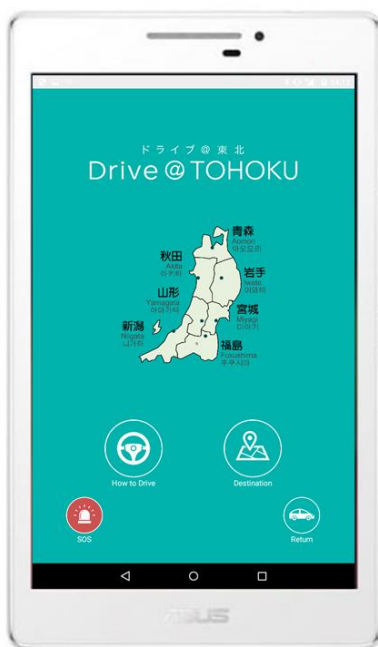 ドライブ@東北
Drive@TOHOKU
青森
Aomori
아오모리
秋田
Akita
아키타
岩手
Iwate
이와테
山形
Yamagata
야마가타
宮城
Miyagi
미야기
新潟
Niigata
니가타
福島
Fukushima
후쿠시마
How to Drive
Destination
SOS
Return
ASUS